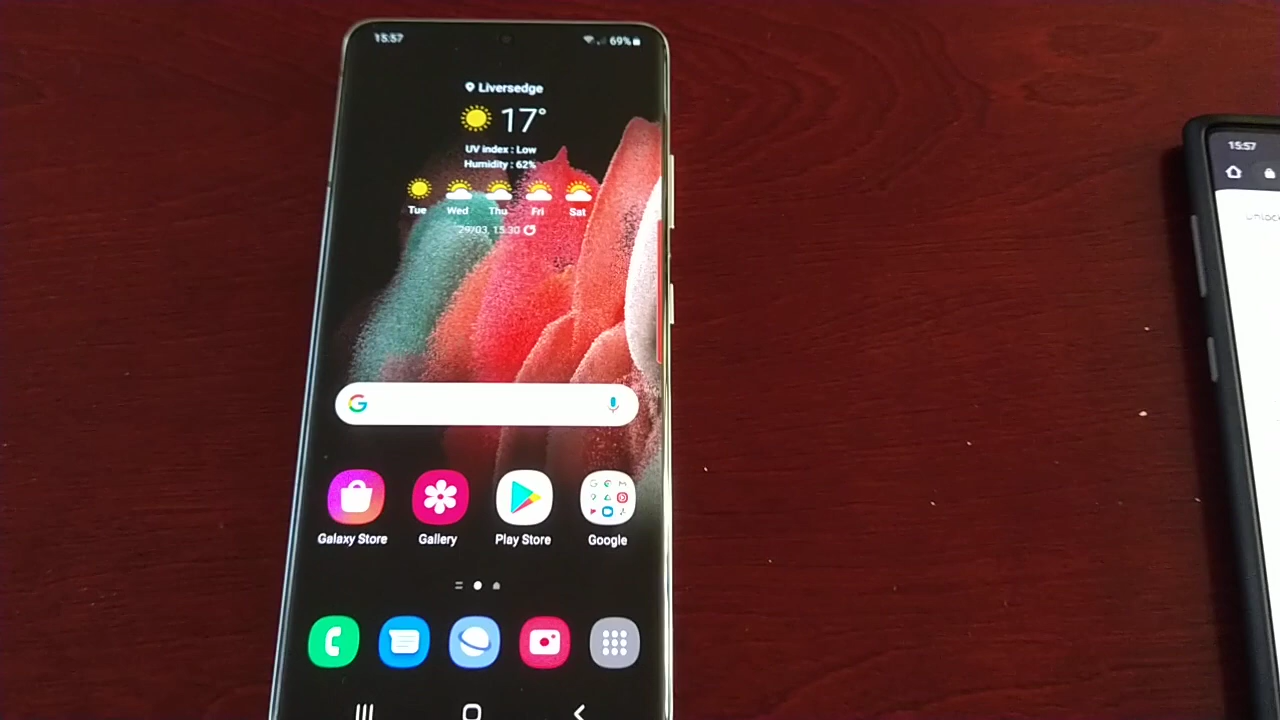 15:57
69%
Liversedge
17°
UV index : Low
Humidity : 62%
Tue Wed Thu Fri Sat
29/03, 15:30
G
Galaxy Store Gallery Play Store Google
15:57
unlock